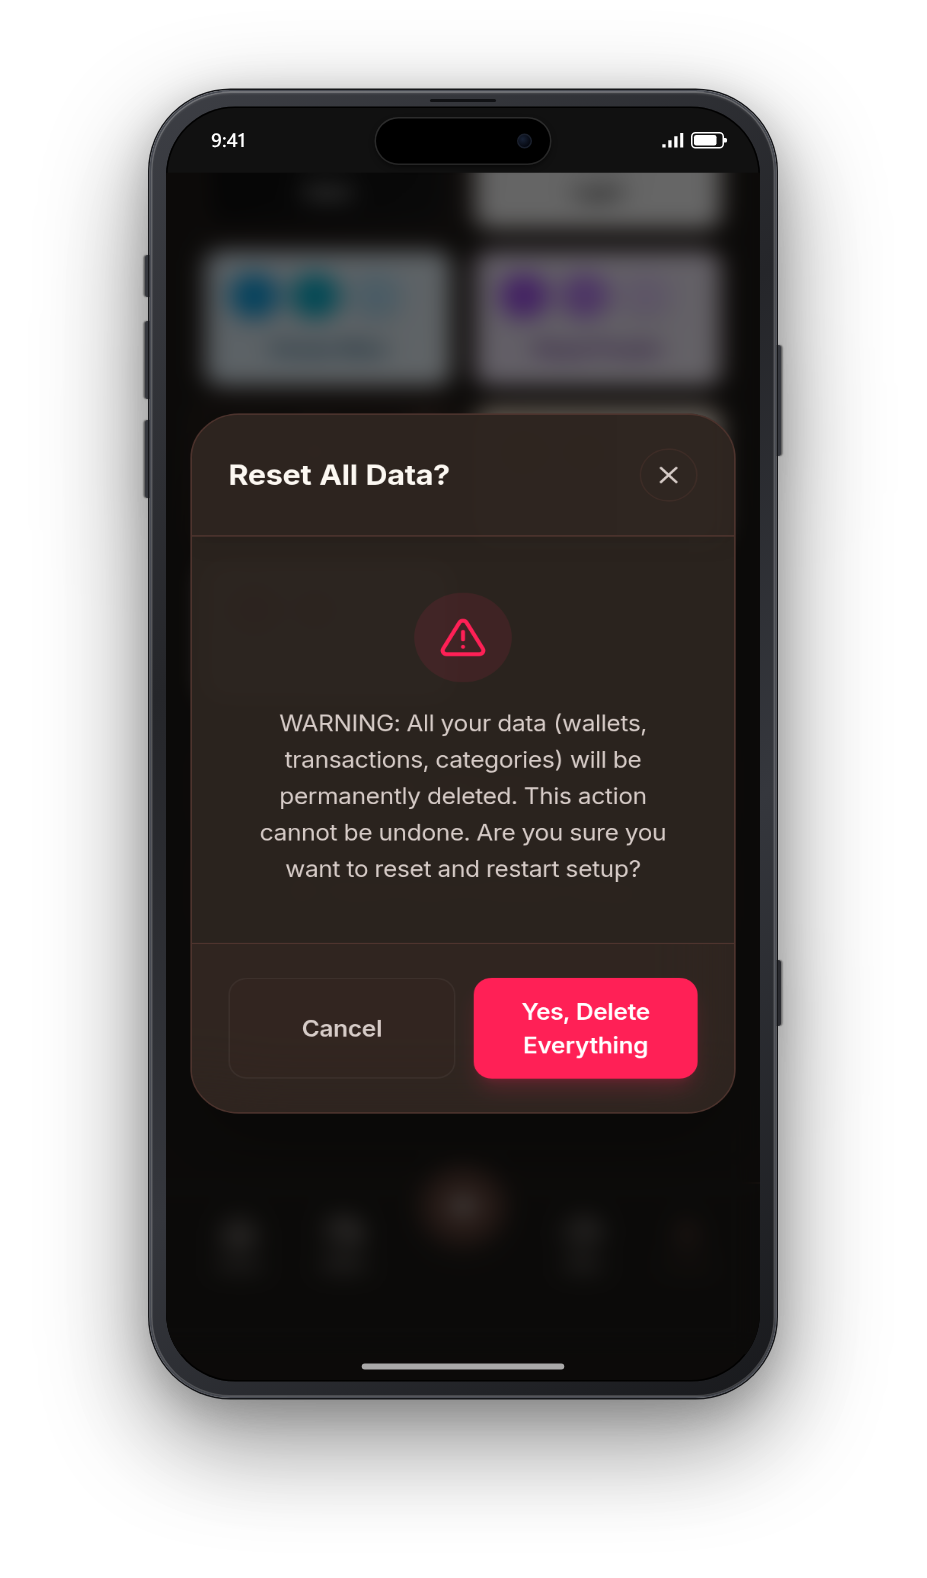 9:41
Reset All Data?
WARNING: All your data (wallets,
transactions, categories) will be
permanently deleted. This action
cannot be undone. Are you sure you
want to reset and restart setup?
Cancel
Yes, Delete
Everything